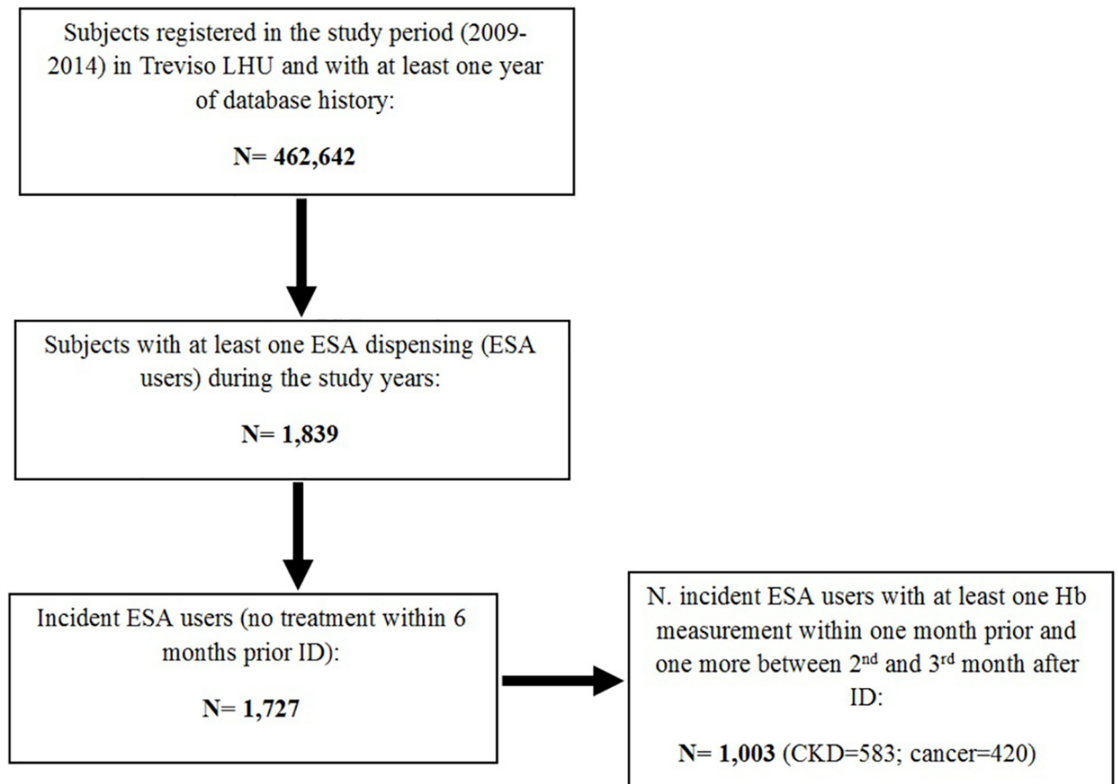 Subjects registered in the study period (2009-
2014) in Treviso LHU and with at least one year
of database history:
N= 462,642
Subjects with at least one ESA dispensing (ESA
users) during the study years:
N= 1,839
Incident ESA users (no treatment within 6
months prior ID):
N= 1,727
N. incident ESA users with at least one Hb
measurement within one month prior and
one more between 2nd and 3rd month after
ID:
N= 1,003 (CKD=583; cancer=420)